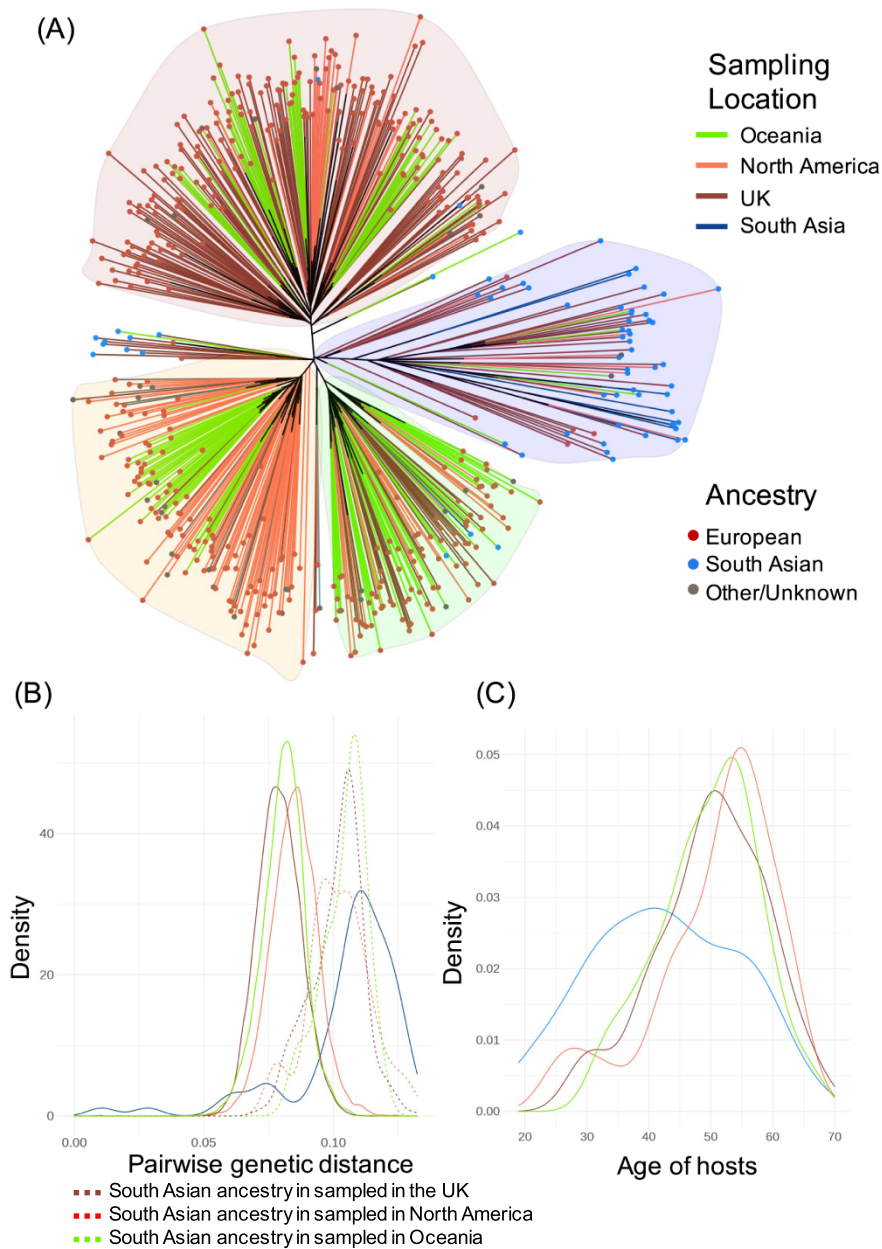 (A)
Sampling
Location
Oceania
North America
UK
South Asia
Ancestry
European
South Asian
Other/Unknown
(B)
(C)
Density
40
20
0
0.00 0.05 0.10
Pairwise genetic distance
South Asian ancestry in sampled in the UK
South Asian ancestry in sampled in North America
South Asian ancestry in sampled in Oceania
Density
0.05
0.04
0.03
0.02
0.01
0.00
20 30 40 50 60 70
Age of hosts